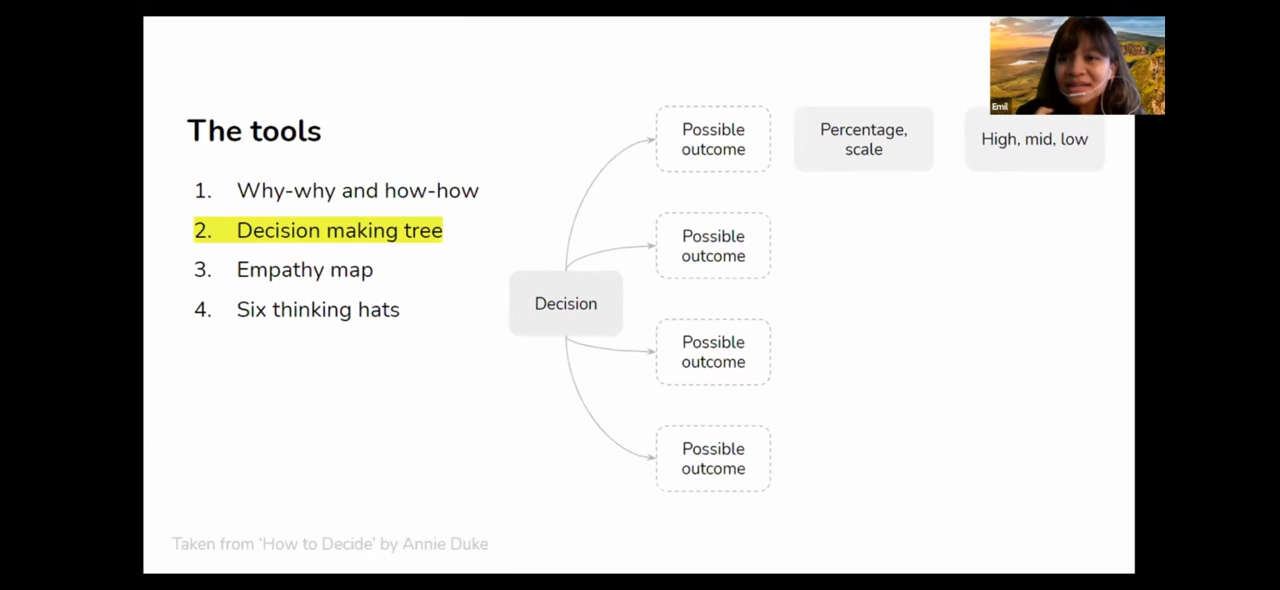 The tools
1. Why-why and how-how
2. Decision making tree
3. Empathy map
4. Six thinking hats
Decision
Possible
outcome
Percentage,
scale
High, mid, low
Possible
outcome
Possible
outcome
Possible
outcome
Taken from ‘How to Decide’ by Annie Duke
Emil